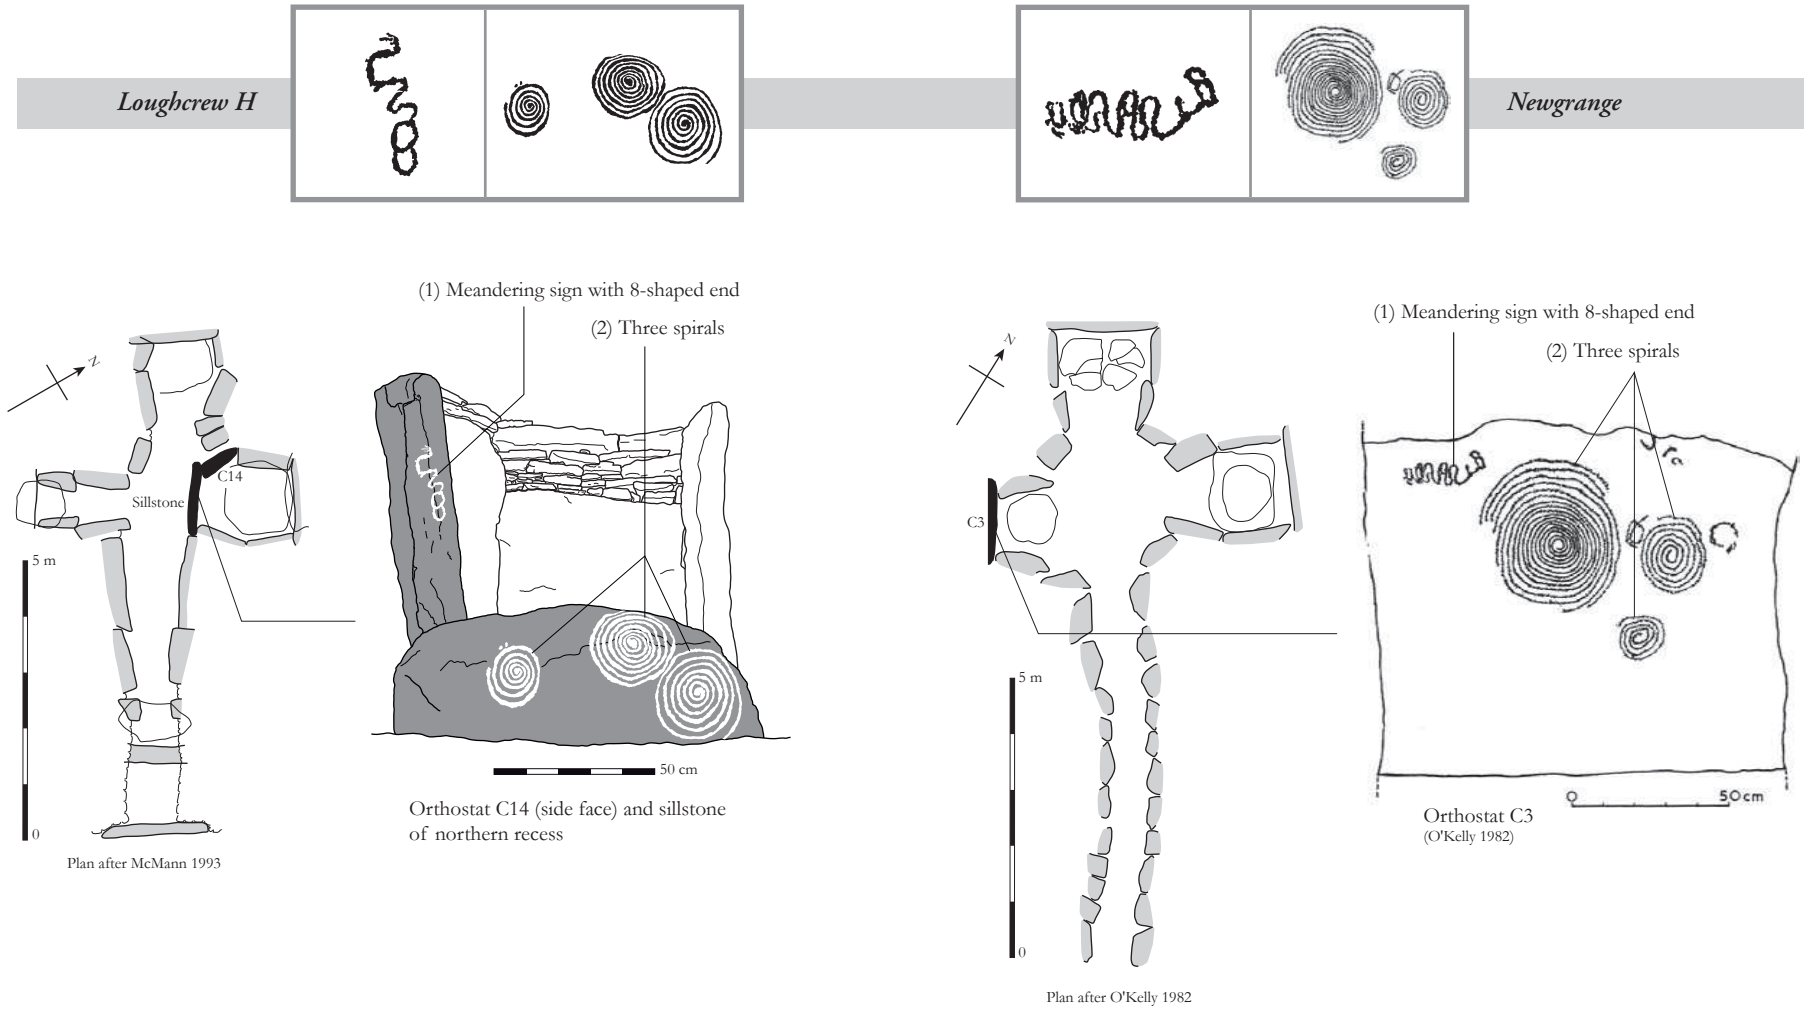 Loughcrew H
Newgrange
(1) Meandering sign with 8-shaped end
(2) Three spirals
N
C14
Sillstone
5 m
0
Plan after McMann 1993
50 cm
Orthostat C14 (side face) and sillstone
of northern recess
(1) Meandering sign with 8-shaped end
(2) Three spirals
N
C3
5 m
0
Plan after O'Kelly 1982
0
50cm
Orthostat C3
(O'Kelly 1982)